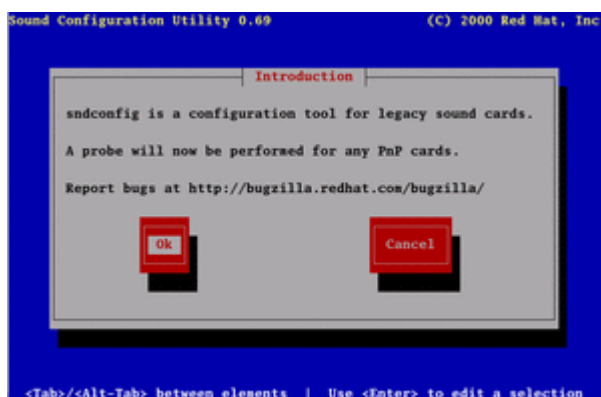 Sound Configuration Utility 0.69 (C) 2000 Red Hat, Inc
Introduction
sndconfig is a configuration tool for legacy sound cards.
A probe will now be performed for any PnP cards.
Report bugs at http://bugzilla.redhat.com/bugzilla/
Ok Cancel
<Tab>/<Alt-Tab> between elements | Use <Enter> to edit a selection